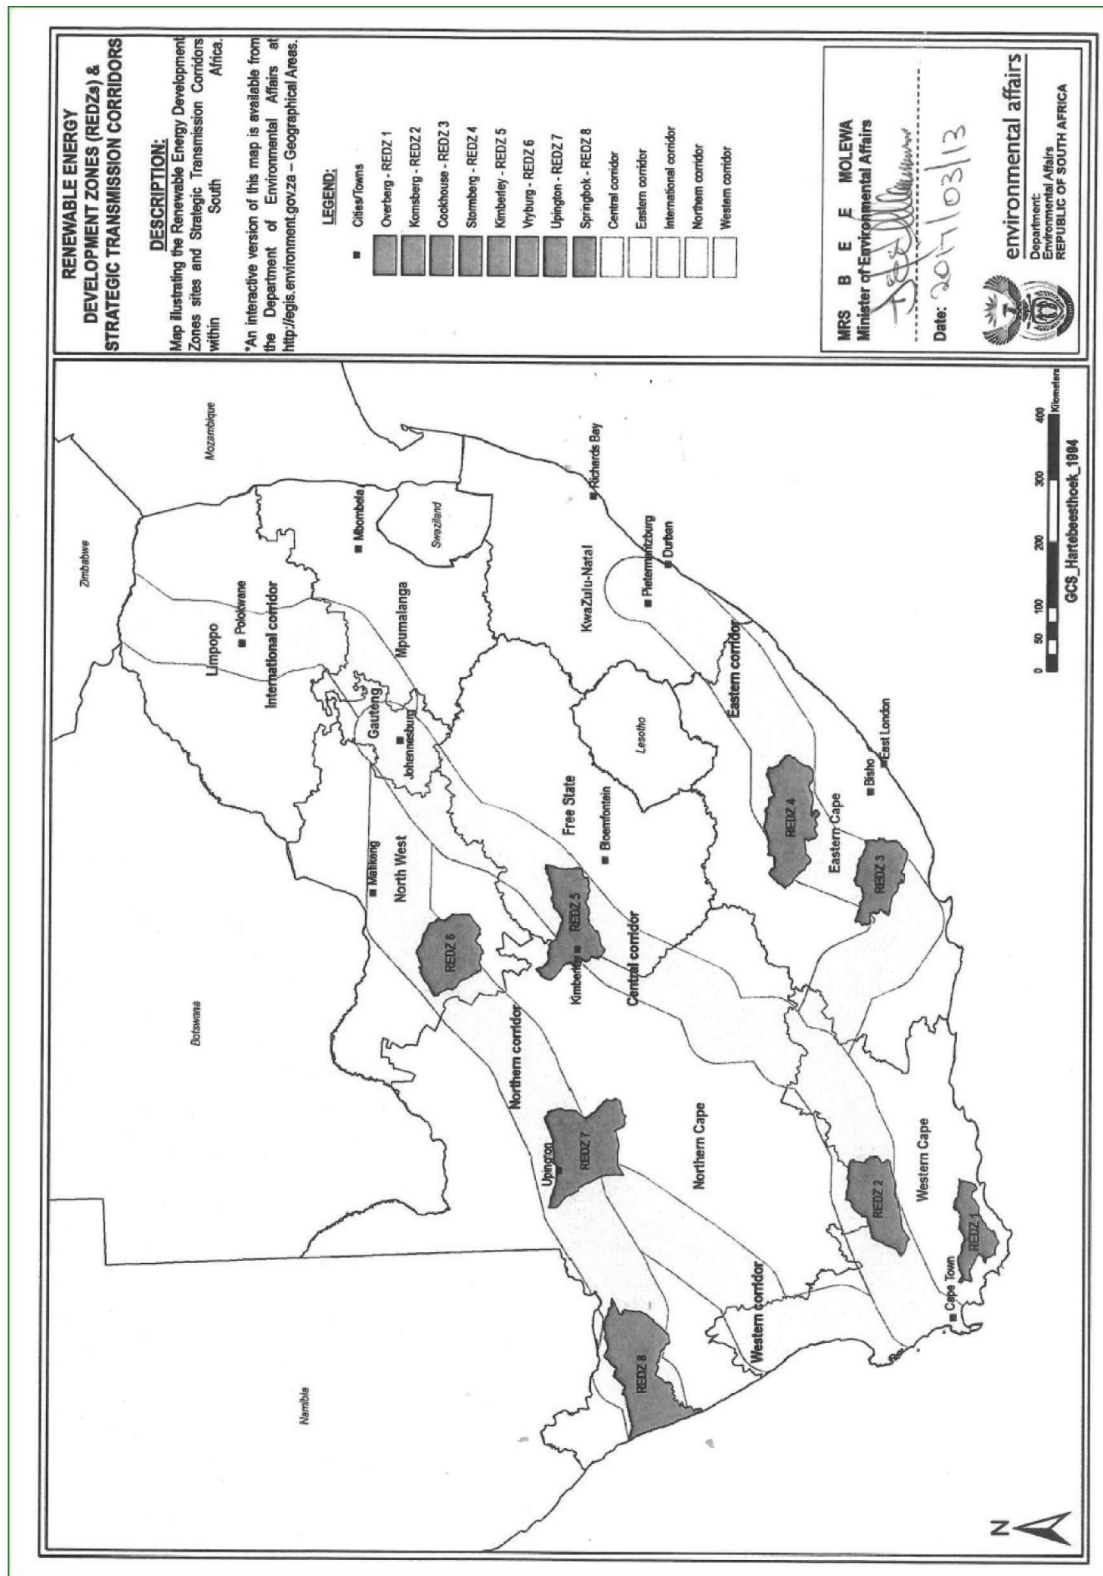 RENEWABLE ENERGY
DEVELOPMENT ZONES (REDZs) &
STRATEGIC TRANSMISSION CORRIDORS
DESCRIPTION:
Map illustrating the Renewable Energy Development
Zones sites and Strategic Transmission Corridors
within South Africa.
*An interactive version of this map is available from
the Department of Environmental Affairs at
http://egis.environment.gov.za – Geographical Areas.
LEGEND:
Cities/Towns
Overberg - REDZ 1
Komsberg - REDZ 2
Cookhouse - REDZ 3
Stormberg - REDZ 4
Kimberley - REDZ 5
Vryburg - REDZ 6
Upington - REDZ 7
Springbok - REDZ 8
Central corridor
Eastern corridor
International corridor
Northern corridor
Western corridor
MRS B E E MOLEWA
Minister of Environmental Affairs
Date: 2017/03/13
environmental affairs
Department:
Environmental Affairs
REPUBLIC OF SOUTH AFRICA
Zimbabwe
Mozambique
Botswana
Namibia
Limpopo
Polokwane
International corridor
Mbombela
Swaziland
Mpumalanga
Gauteng
Johannesburg
Mafikeng
North West
REDZ 6
Northern corridor
Upington
REDZ 7
REDZ 8
Free State
Bloemfontein
REDZ 5
Kimberley
Central corridor
Lesotho
KwaZulu-Natal
Richards Bay
Pietermaritzburg
Durban
Eastern corridor
REDZ 4
Eastern Cape
REDZ 3
Bisho
East London
Northern Cape
Western corridor
REDZ 2
Western Cape
REDZ 1
Cape Town
N
0 50 100 200 300 400
Kilometers
GCS_Hartebeesthoek_1994